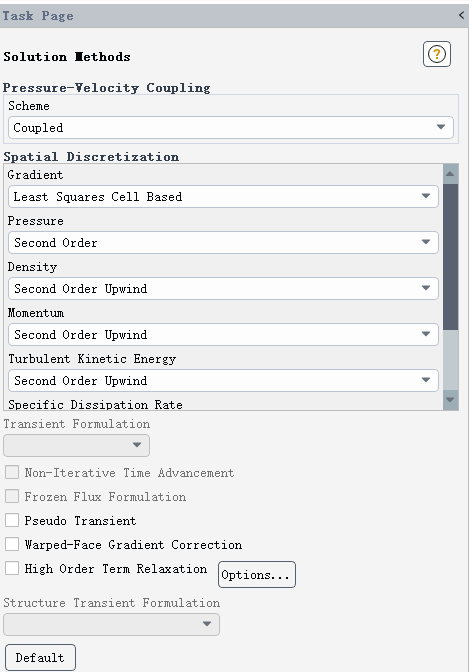 Task Page
Solution Methods
?
Pressure-Velocity Coupling
Scheme
Coupled
Spatial Discretization
Gradient
Least Squares Cell Based
Pressure
Second Order
Density
Second Order Upwind
Momentum
Second Order Upwind
Turbulent Kinetic Energy
Second Order Upwind
Specific Dissipation Rate
Transient Formulation
Non-Iterative Time Advancement
Frozen Flux Formulation
Pseudo Transient
Warped-Face Gradient Correction
High Order Term Relaxation Options...
Structure Transient Formulation
Default